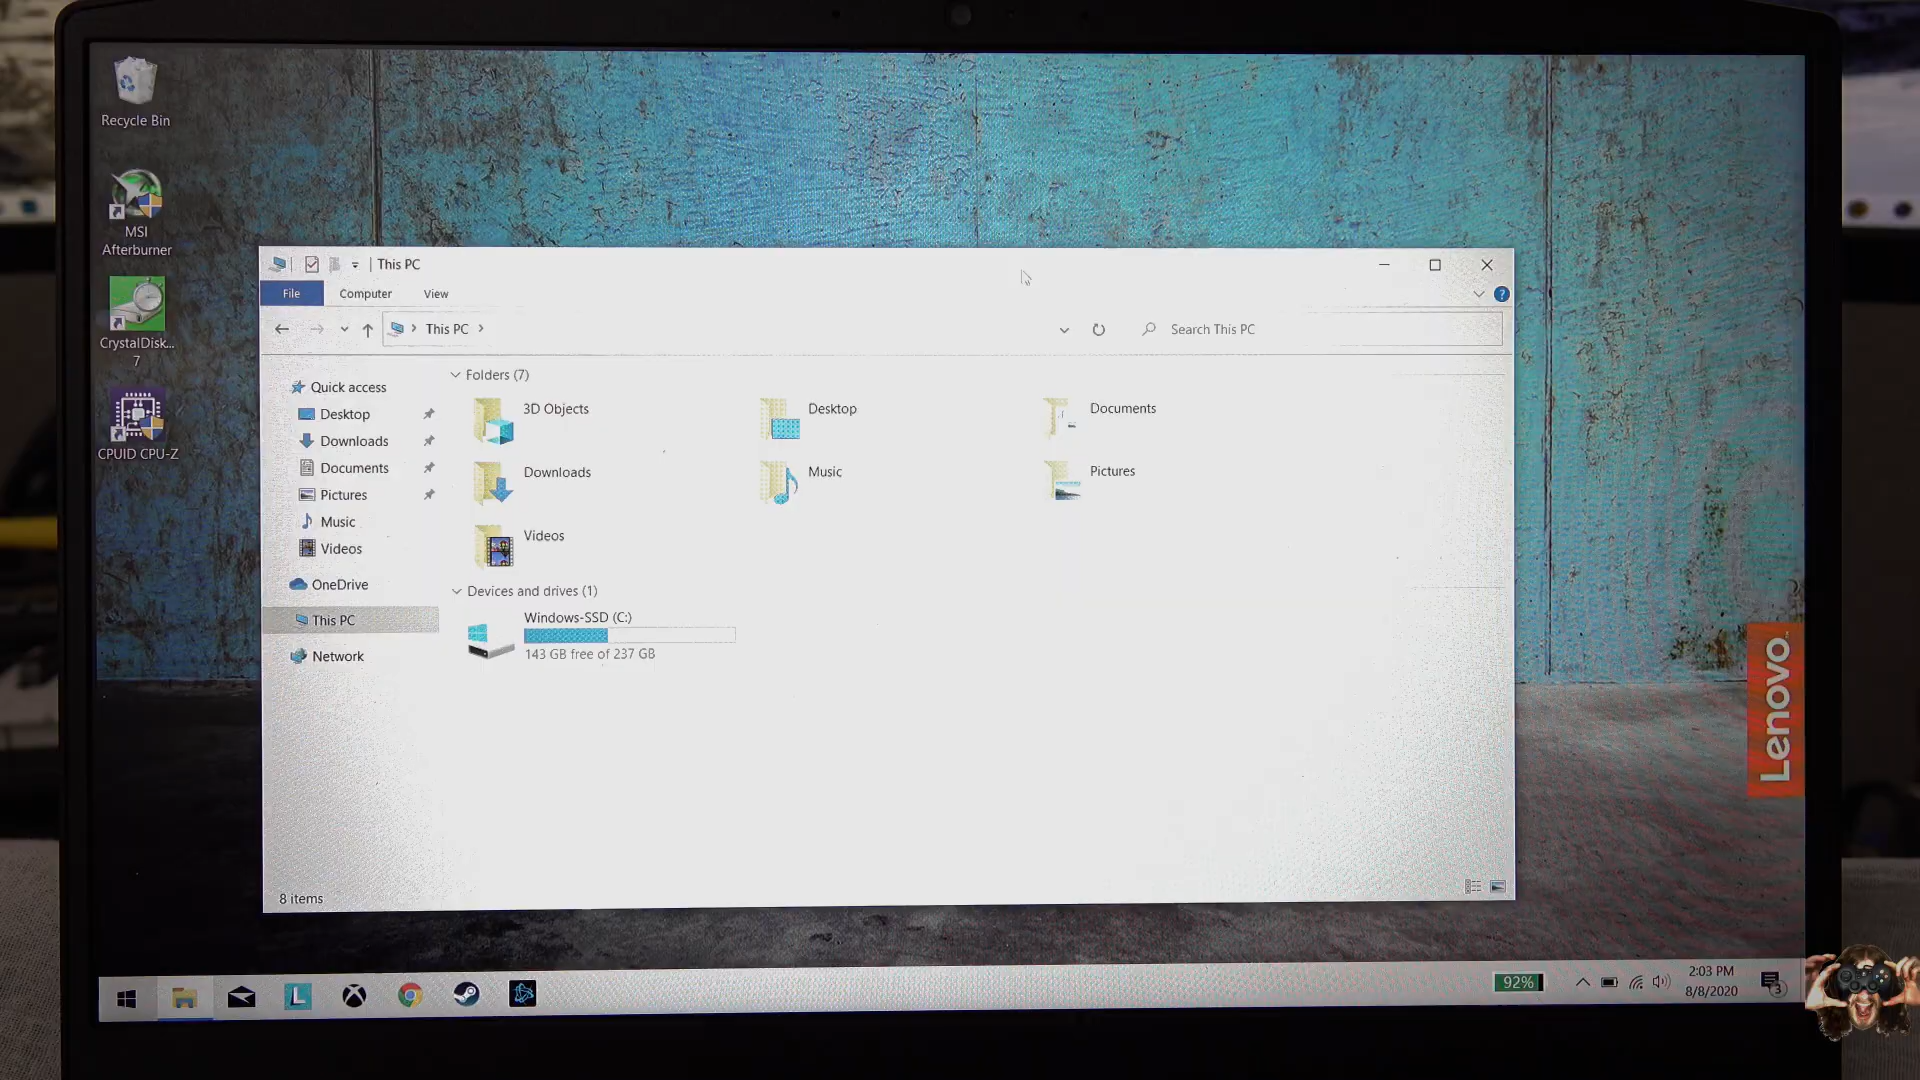 Recycle Bin
MSI
Afterburner
CrystalDisk...
7
CPUID CPU-Z
This PC
File
Computer
View
This PC
Search This PC
Quick access
Desktop
Downloads
Documents
Pictures
Music
Videos
OneDrive
This PC
Network
Folders (7)
3D Objects
Desktop
Documents
Downloads
Music
Pictures
Videos
Devices and drives (1)
Windows-SSD (C:)
143 GB free of 237 GB
8 items
Lenovo
L
92%
2:03 PM
8/8/2020
3